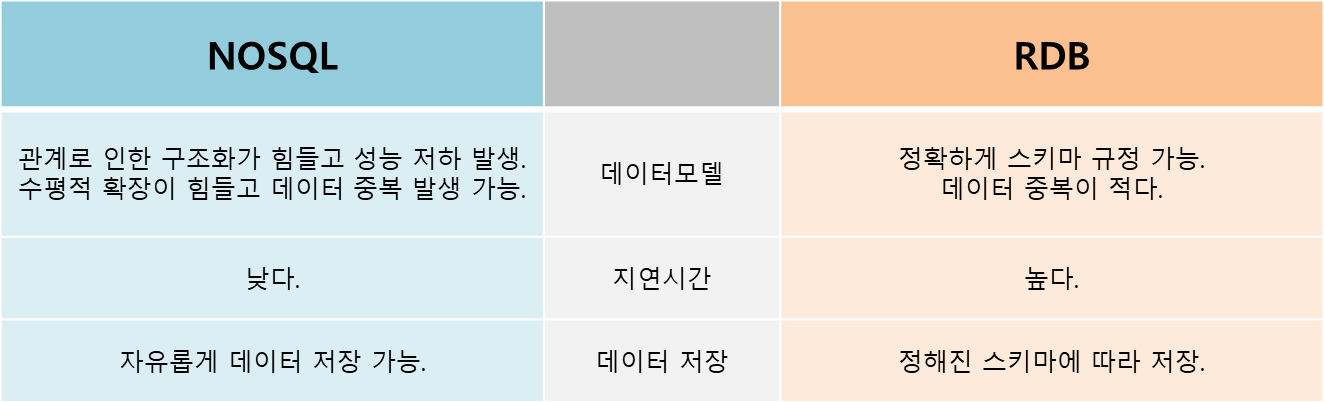 NOSQL
RDB
관계로 인한 구조화가 힘들고 성능 저하 발생.
수평적 확장이 힘들고 데이터 중복 발생 가능.
데이터모델
정확하게 스키마 규정 가능.
데이터 중복이 적다.
낮다.
지연시간
높다.
자유롭게 데이터 저장 가능.
데이터 저장
정해진 스키마에 따라 저장.